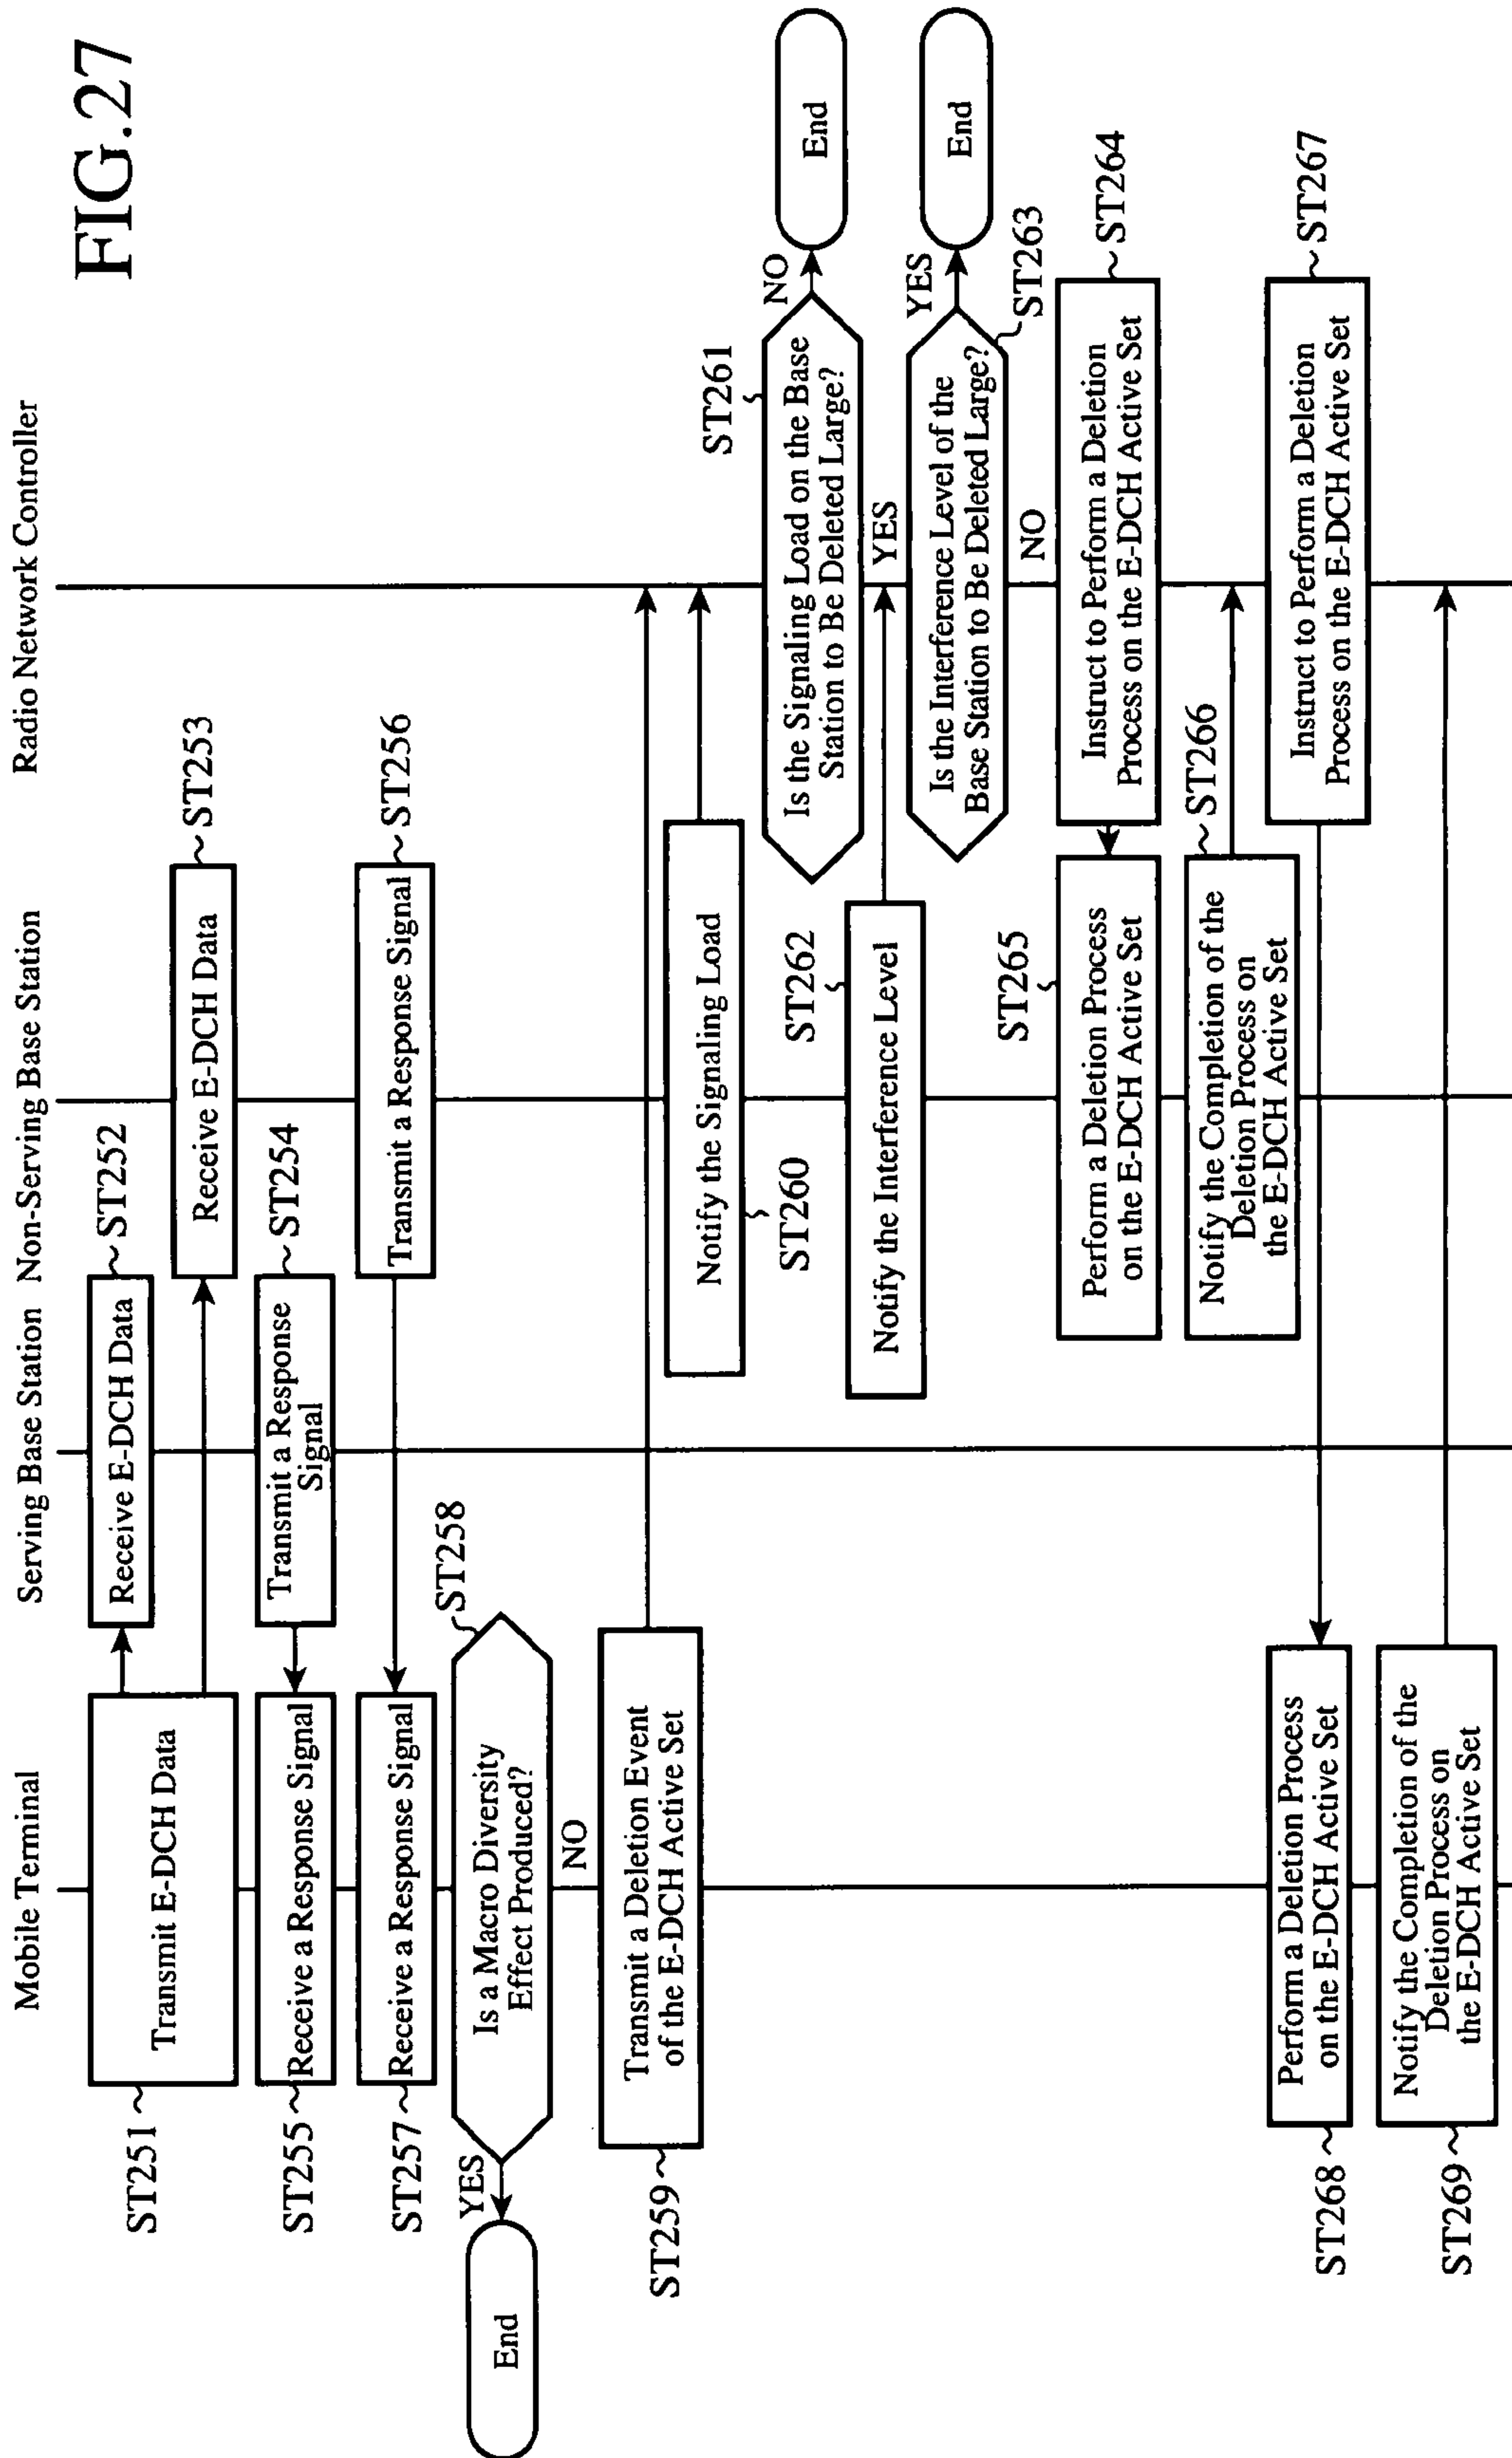 FIG.27
Mobile Terminal
Serving Base Station
Non-Serving Base Station
Radio Network Controller
ST251
Transmit E-DCH Data
Receive E-DCH Data
ST252
Receive E-DCH Data
ST253
Transmit a Response
Signal
ST254
ST255
Receive a Response Signal
Transmit a Response Signal
ST256
ST257
Receive a Response Signal
ST258
Is a Macro Diversity
Effect Produced?
YES
End
NO
ST259
Transmit a Deletion Event
of the E-DCH Active Set
Notify the Signaling Load
ST260
ST261
Is the Signaling Load on the Base
Station to Be Deleted Large?
NO
End
YES
ST262
Notify the Interference Level
Is the Interference Level of the
Base Station to Be Deleted Large?
YES
End
ST263
NO
Instruct to Perform a Deletion
Process on the E-DCH Active Set
ST264
ST265
Perform a Deletion Process
on the E-DCH Active Set
ST266
Notify the Completion of the
Deletion Process on
the E-DCH Active Set
Instruct to Perform a Deletion
Process on the E-DCH Active Set
ST267
ST268
Perform a Deletion Process
on the E-DCH Active Set
ST269
Notify the Completion of the
Deletion Process on
the E-DCH Active Set